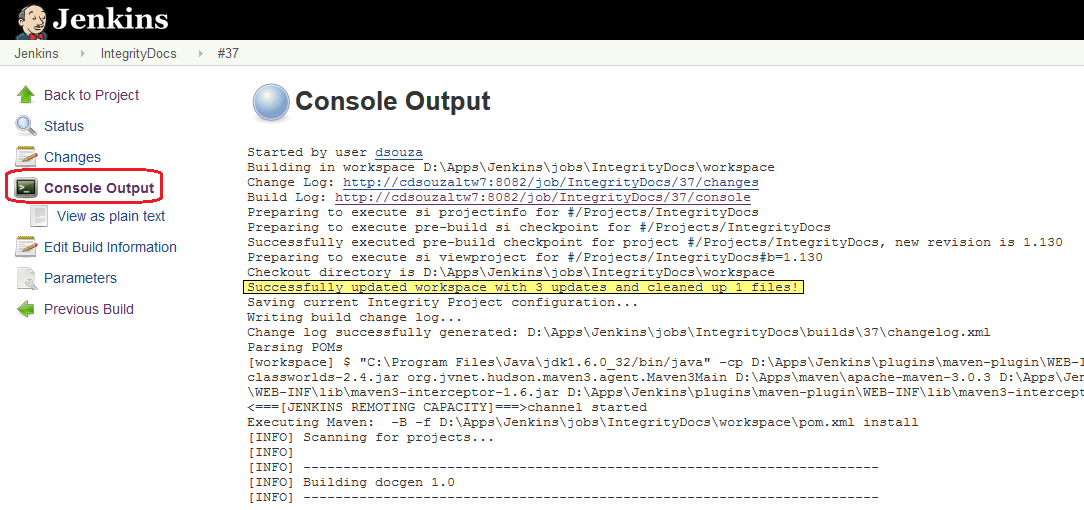 Jenkins
Jenkins IntegrityDocs #37
Back to Project
Status
Changes
Console Output
View as plain text
Edit Build Information
Parameters
Previous Build
Console Output
Started by user dsouza
Building in workspace D:\Apps\Jenkins\jobs\IntegrityDocs\workspace
Change Log: http://cdsouzaltw7:8082/job/IntegrityDocs/37/changes
Build Log: http://cdsouzaltw7:8082/job/IntegrityDocs/37/console
Preparing to execute si projectinfo for #/Projects/IntegrityDocs
Preparing to execute pre-build si checkpoint for #/Projects/IntegrityDocs
Successfully executed pre-build checkpoint for project #/Projects/IntegrityDocs, new revision is 1.130
Preparing to execute si viewproject for #/Projects/IntegrityDocs#b=1.130
Checkout directory is D:\Apps\Jenkins\jobs\IntegrityDocs\workspace
Successfully updated workspace with 3 updates and cleaned up 1 files!
Saving current Integrity Project configuration...
Writing build change log...
Change log successfully generated: D:\Apps\Jenkins\jobs\IntegrityDocs\builds\37\changelog.xml
Parsing POMs
[workspace] $ "C:\Program Files\Java\jdk1.6.0_32/bin/java" -cp D:\Apps\Jenkins\plugins\maven-plugin\WEB-I
classworlds-2.4.jar org.jvnet.hudson.maven3.agent.Maven3Main D:\Apps\maven\apache-maven-3.0.3 D:\Apps\Jen
\WEB-INF\lib\maven3-interceptor-1.6.jar D:\Apps\Jenkins\plugins\maven-plugin\WEB-INF\lib\maven3-intercept
<===[JENKINS REMOTING CAPACITY]===>channel started
Executing Maven:  -B -f D:\Apps\Jenkins\jobs\IntegrityDocs\workspace\pom.xml install
[INFO] Scanning for projects...
[INFO]
[INFO] ------------------------------------------------------------------------
[INFO] Building docgen 1.0
[INFO] ------------------------------------------------------------------------